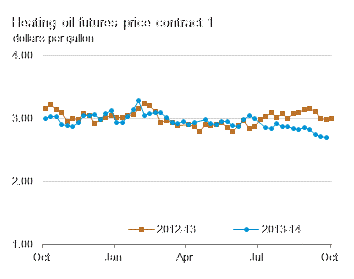 Heating oil futures price contract 1
dollars per gallon
4.00
3.00
2.00
1.00
Oct Jan Apr Jul Oct
2012-13 2013-14